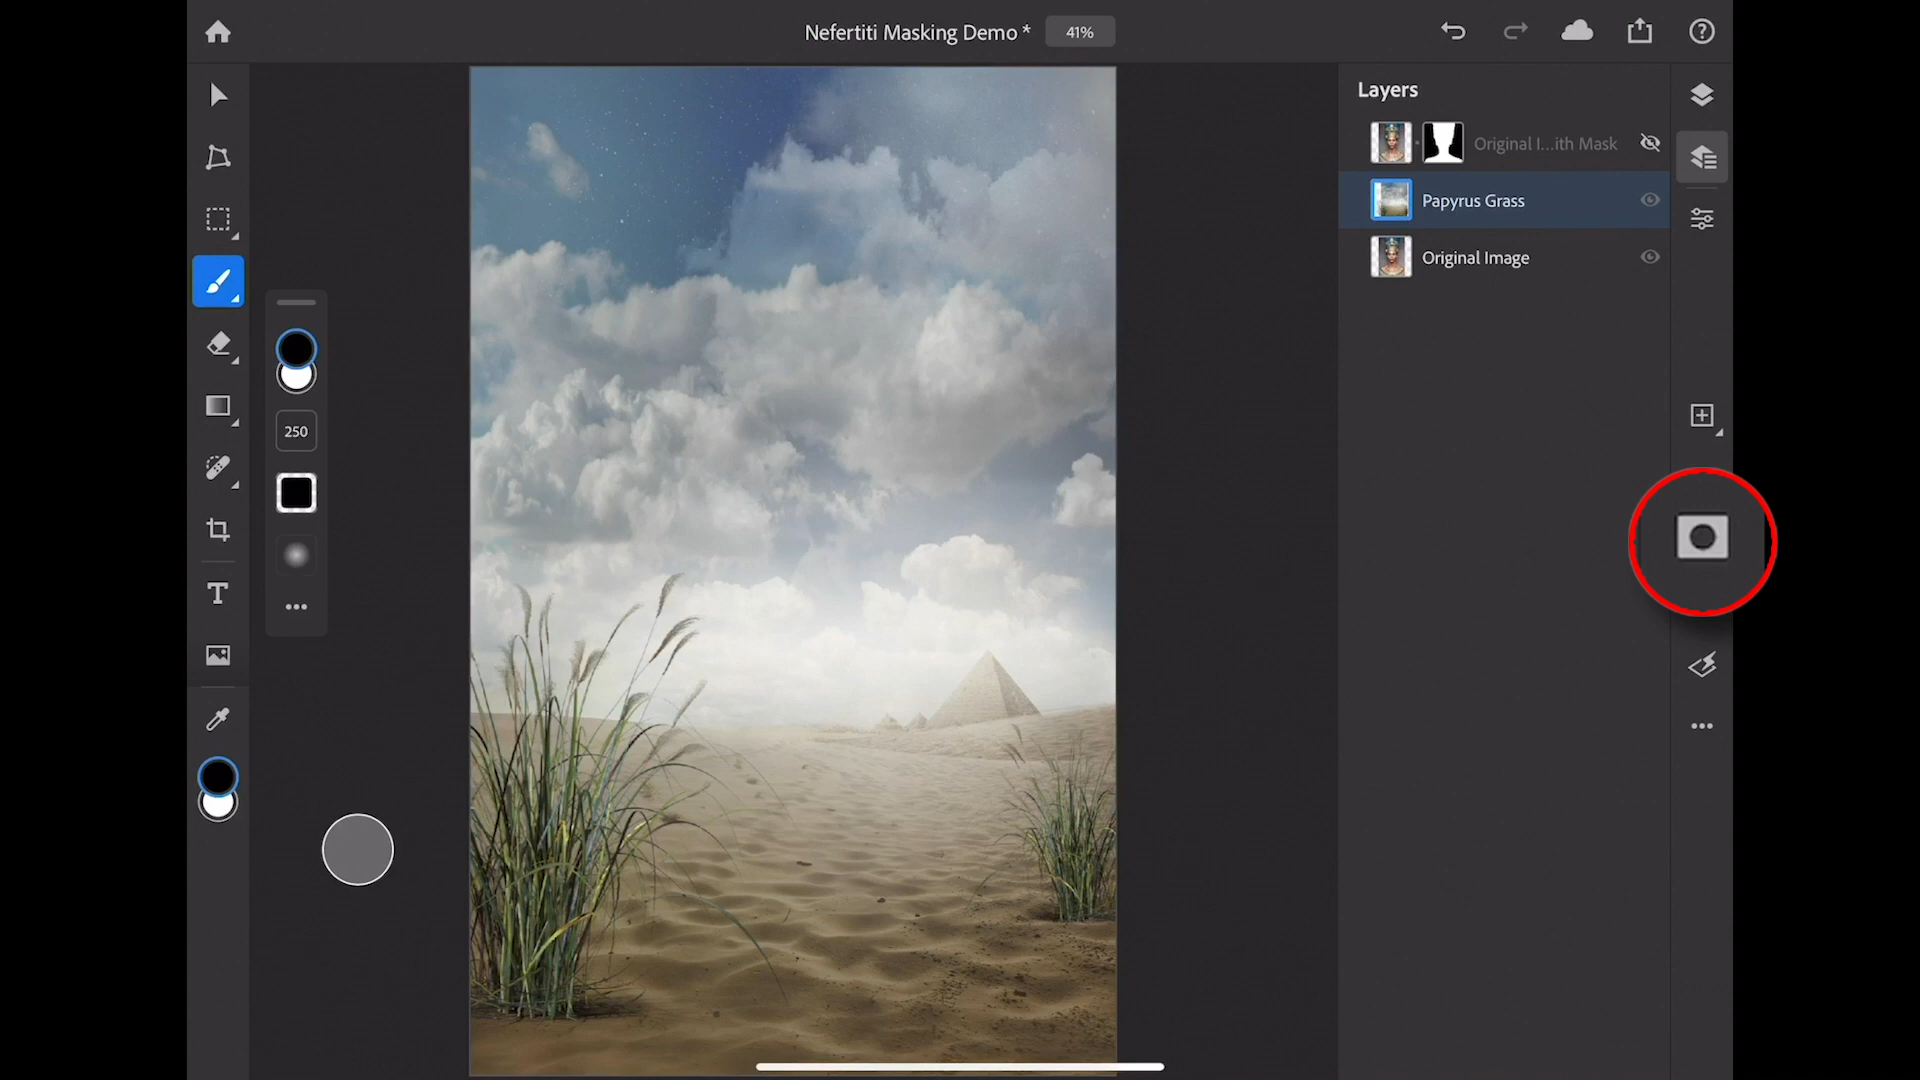 Nefertiti Masking Demo *
41%
Layers
Original I...ith Mask
Papyrus Grass
Original Image
250